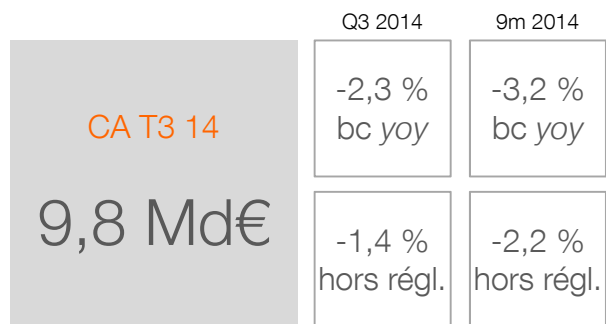 Q3 2014
9m 2014
CA T3 14
9,8 Md€
-2,3 %
bc yoy
-3,2 %
bc yoy
-1,4 %
hors régl.
-2,2 %
hors régl.